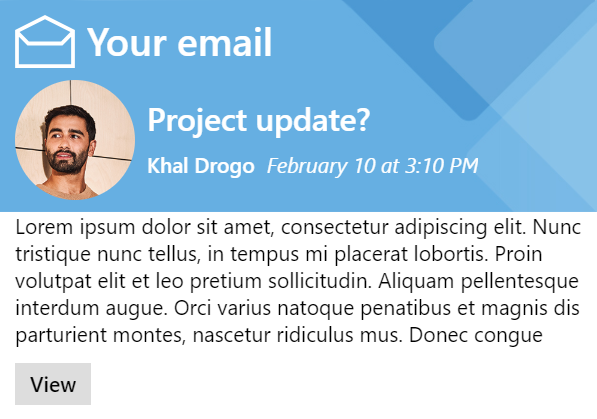 Your email
Project update?
Khal Drogo February 10 at 3:10 PM
Lorem ipsum dolor sit amet, consectetur adipiscing elit. Nunc
tristique nunc tellus, in tempus mi placerat lobortis. Proin
volutpat elit et leo pretium sollicitudin. Aliquam pellentesque
interdum augue. Orci varius natoque penatibus et magnis dis
parturient montes, nascetur ridiculus mus. Donec congue
View